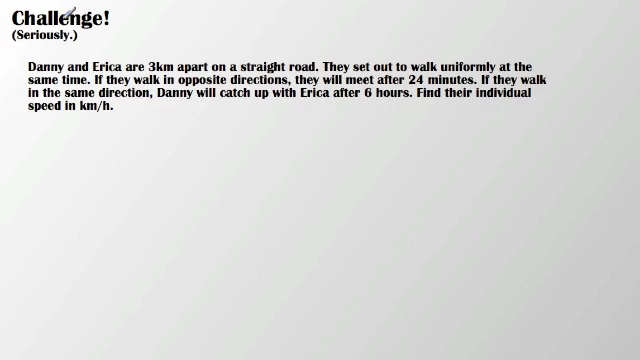 Challenge!
(Seriously.)
Danny and Erica are 3km apart on a straight road. They set out to walk uniformly at the
same time. If they walk in opposite directions, they will meet after 24 minutes. If they walk
in the same direction, Danny will catch up with Erica after 6 hours. Find their individual
speed in km/h.